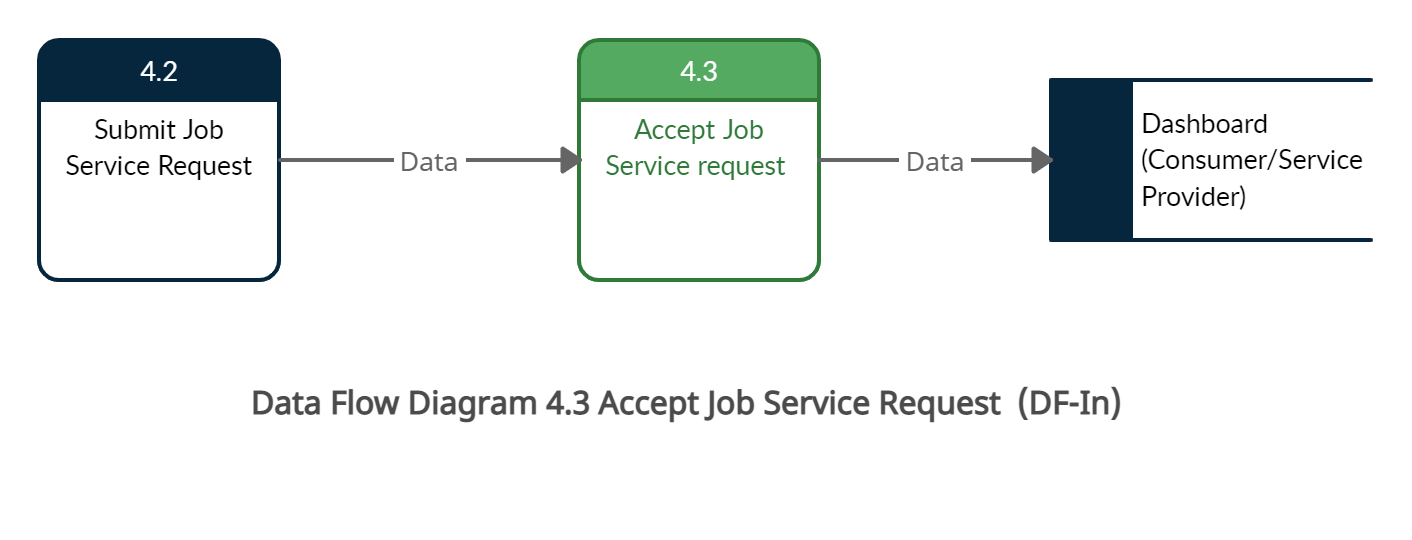 4.2
Submit Job
Service Request
Data
4.3
Accept Job
Service request
Data
Dashboard
(Consumer/Service
Provider)
Data Flow Diagram 4.3 Accept Job Service Request  (DF-In)